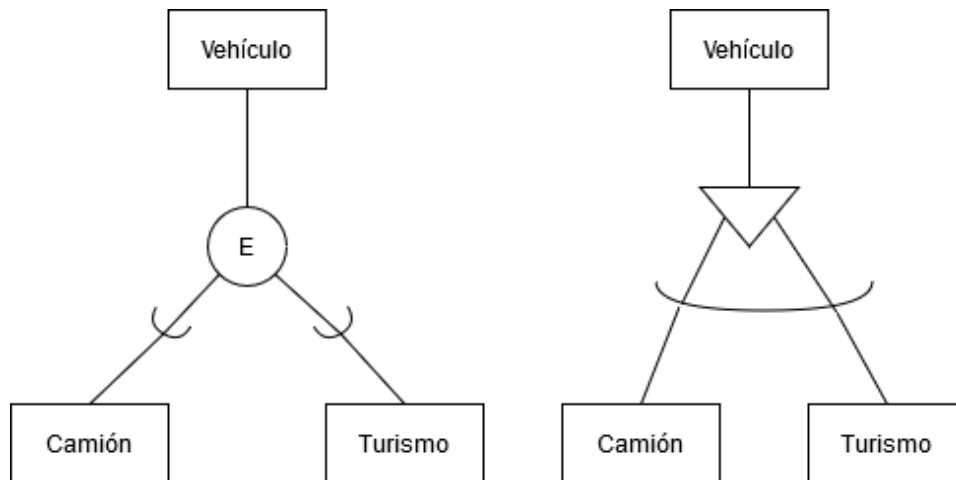 Vehículo
E
Camión
Turismo
Vehículo
Camión
Turismo